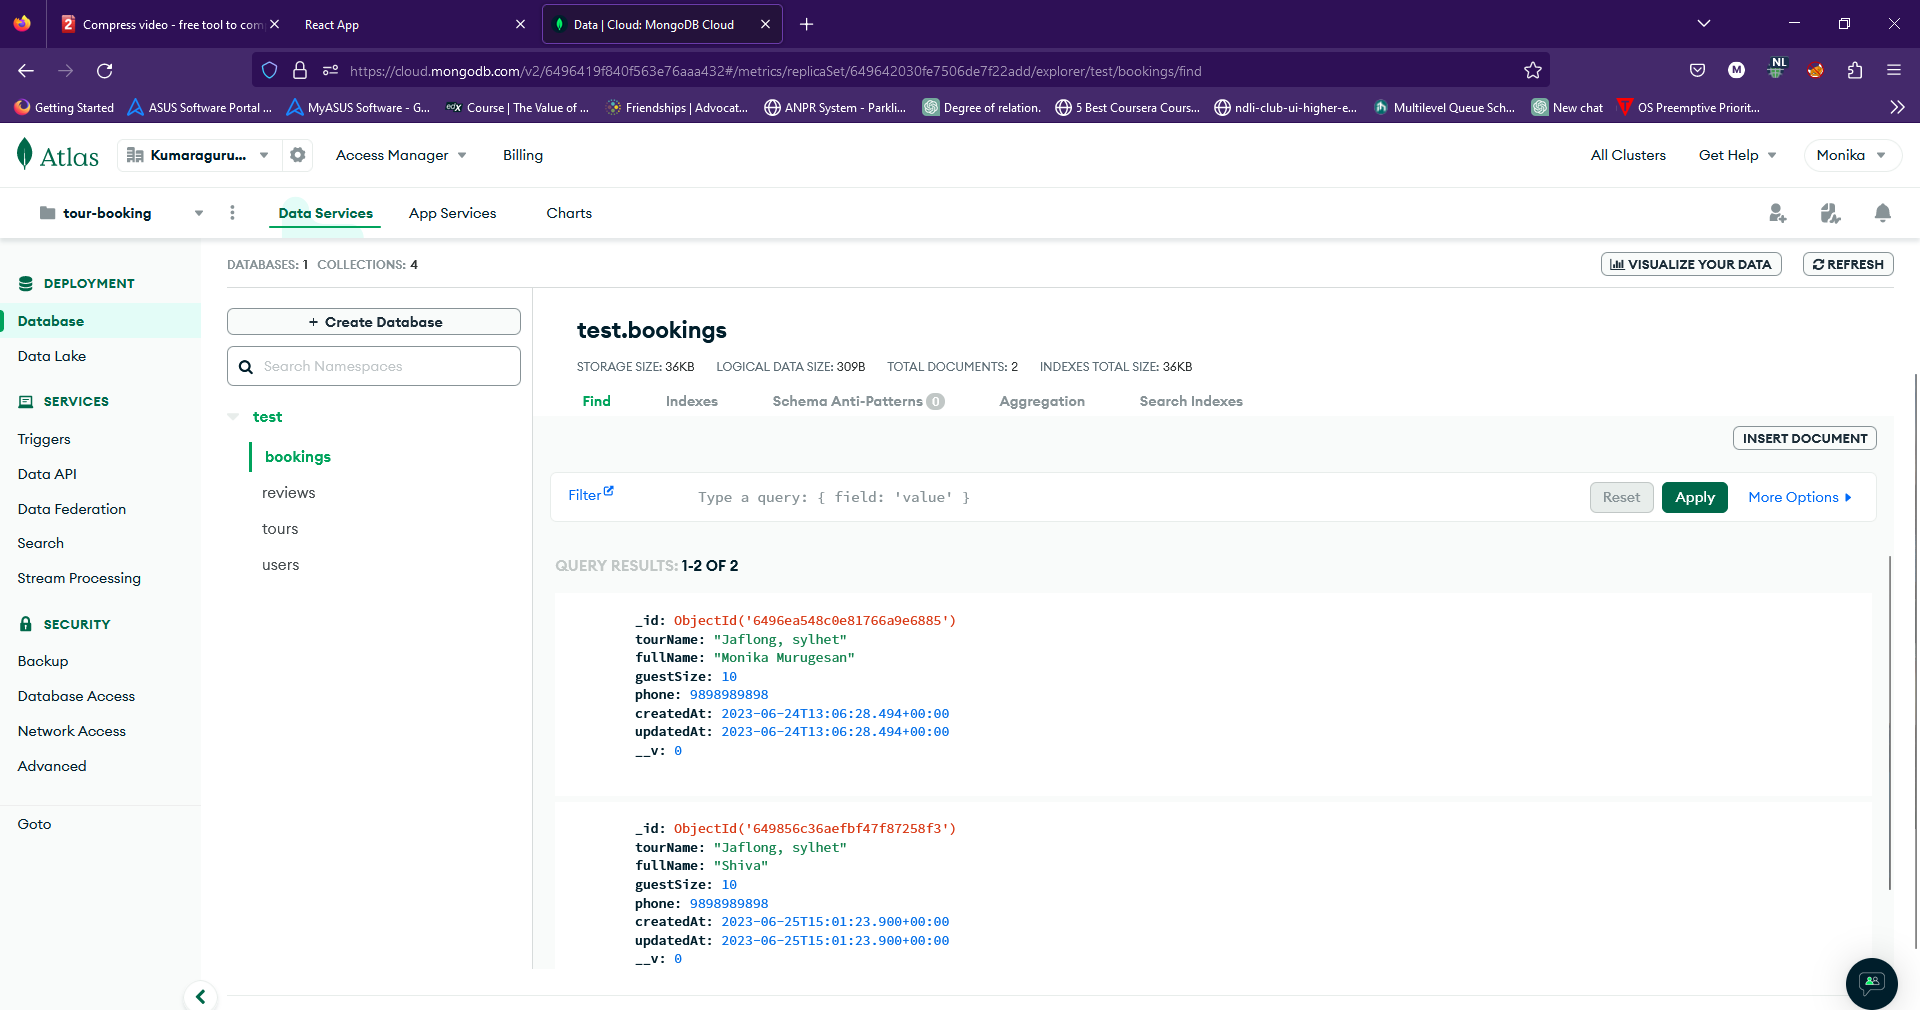 Compress video - free tool to com
React App
Data | Cloud: MongoDB Cloud
https://cloud.mongodb.com/v2/6496419f840f563e76aaa432#/metrics/replicaSet/649642030fe7506de7f22add/explorer/test/bookings/find
M
NL
Getting Started
ASUS Software Portal ...
MyASUS Software - G...
edX Course | The Value of ...
Friendships | Advocat...
ANPR System - Parkli...
Degree of relation.
5 Best Coursera Cours...
ndli-club-ui-higher-e...
Multilevel Queue Sch...
New chat
OS Preemptive Priorit...
Atlas
Kumaraguru...
Access Manager
Billing
All Clusters
Get Help
Monika
tour-booking
Data Services
App Services
Charts
DEPLOYMENT
Database
Data Lake
SERVICES
Triggers
Data API
Data Federation
Search
Stream Processing
SECURITY
Backup
Database Access
Network Access
Advanced
Goto
DATABASES: 1 COLLECTIONS: 4
VISUALIZE YOUR DATA
REFRESH
+ Create Database
Search Namespaces
test
bookings
reviews
tours
users
test.bookings
STORAGE SIZE: 36KB LOGICAL DATA SIZE: 309B TOTAL DOCUMENTS: 2 INDEXES TOTAL SIZE: 36KB
Find
Indexes
Schema Anti-Patterns 0
Aggregation
Search Indexes
INSERT DOCUMENT
Filter
Type a query: { field: 'value' }
Reset
Apply
More Options
QUERY RESULTS: 1-2 OF 2
_id: ObjectId('6496ea548c0e81766a9e6885')
tourName: "Jaflong, sylhet"
fullName: "Monika Murugesan"
guestSize: 10
phone: 9898989898
createdAt: 2023-06-24T13:06:28.494+00:00
updatedAt: 2023-06-24T13:06:28.494+00:00
__v: 0
_id: ObjectId('649856c36aefbf47f87258f3')
tourName: "Jaflong, sylhet"
fullName: "Shiva"
guestSize: 10
phone: 9898989898
createdAt: 2023-06-25T15:01:23.900+00:00
updatedAt: 2023-06-25T15:01:23.900+00:00
__v: 0